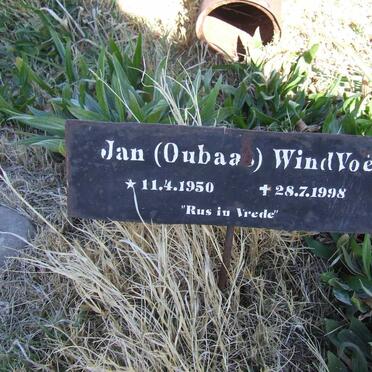 Jan (Oubaas) WindVoë
★ 11.4.1950 ✝ 28.7.1998
"Rus in Vrede"